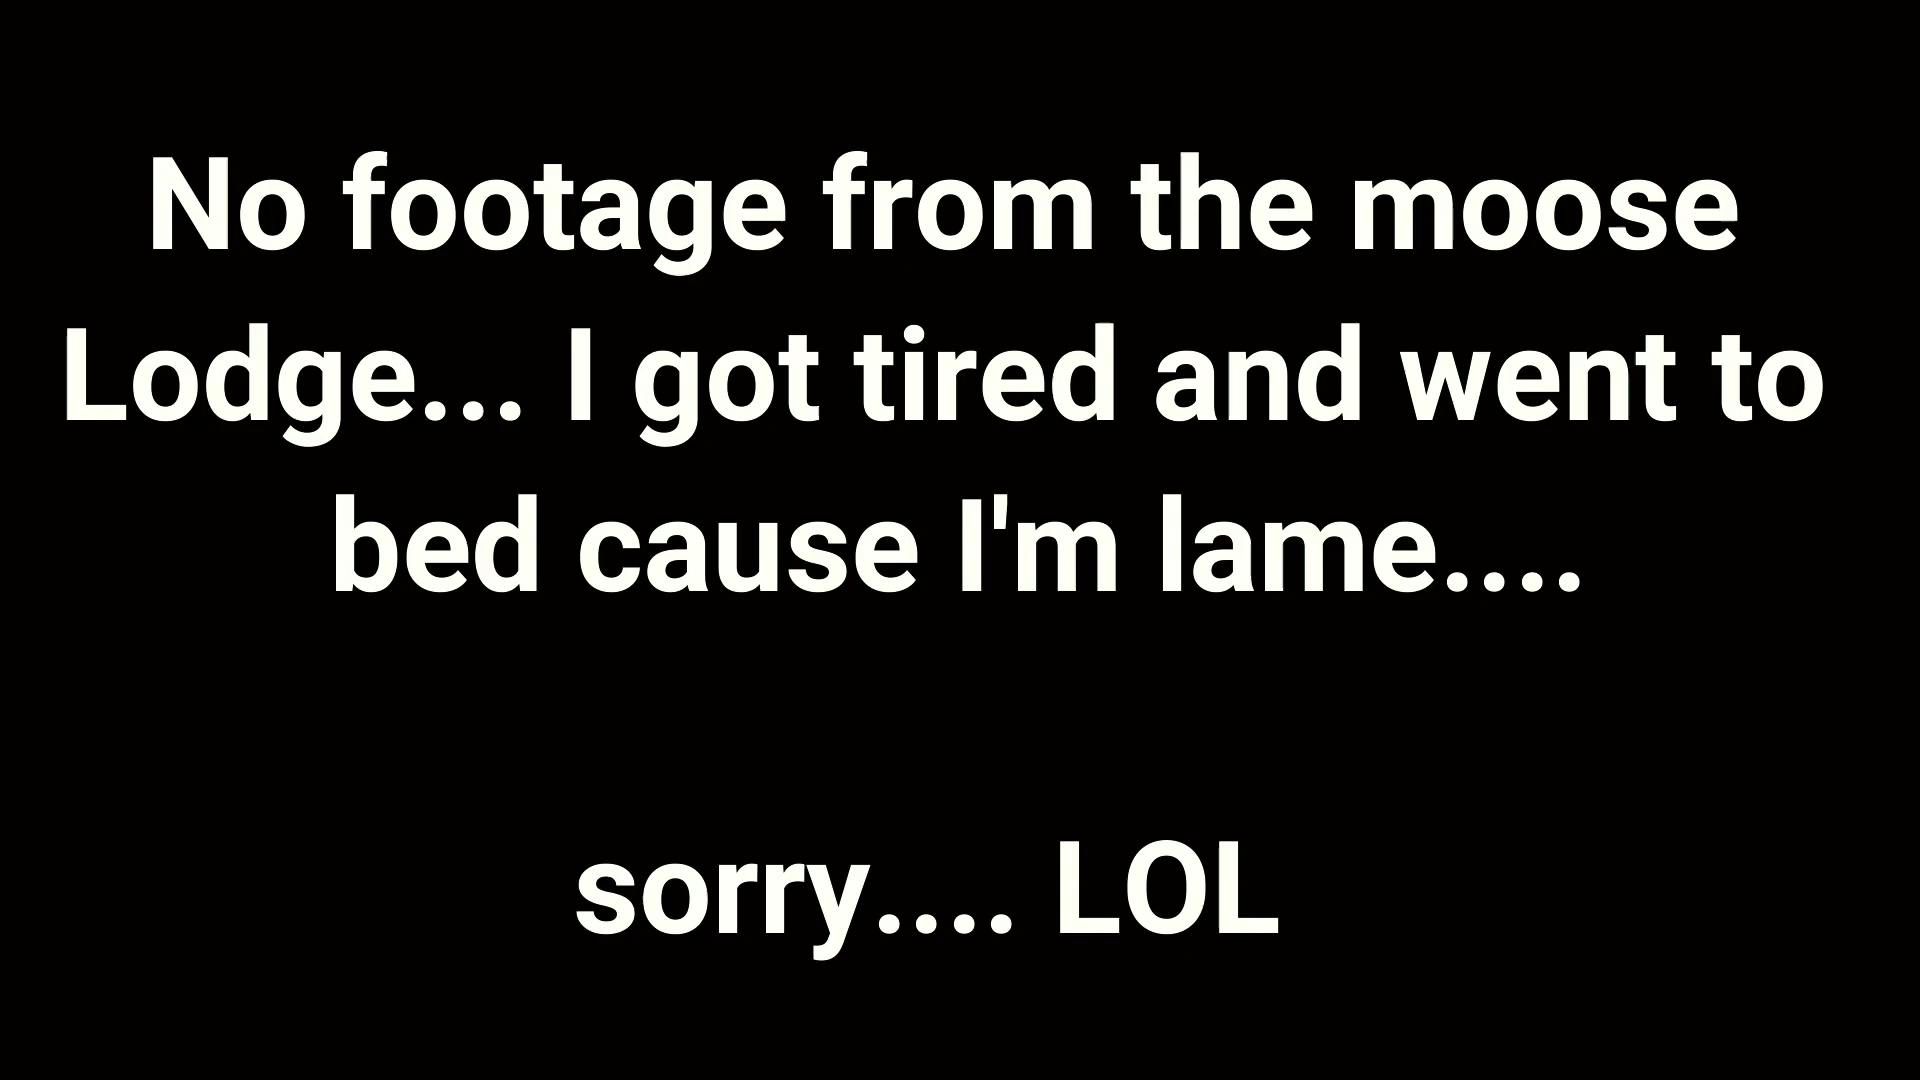 No footage from the moose
Lodge... I got tired and went to
bed cause I'm lame....
sorry.... LOL